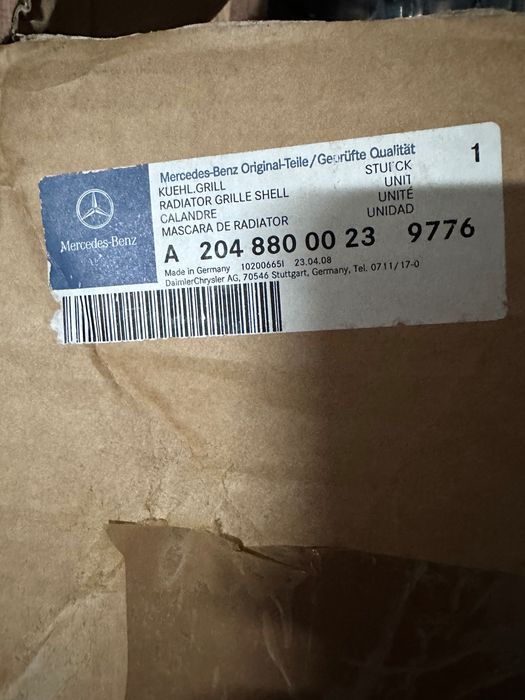 Mercedes-Benz
Mercedes-Benz Original-Teile/Geprüfte Qualität
KUEHL.GRILL STUECK 1
RADIATOR GRILLE SHELL UNIT
CALANDRE UNITÉ
MASCARA DE RADIATOR UNIDAD
A 204 880 00 23 9776
Made in Germany 102006651 23.04.08
DaimlerChrysler AG, 70546 Stuttgart, Germany, Tel. 0711/17-0